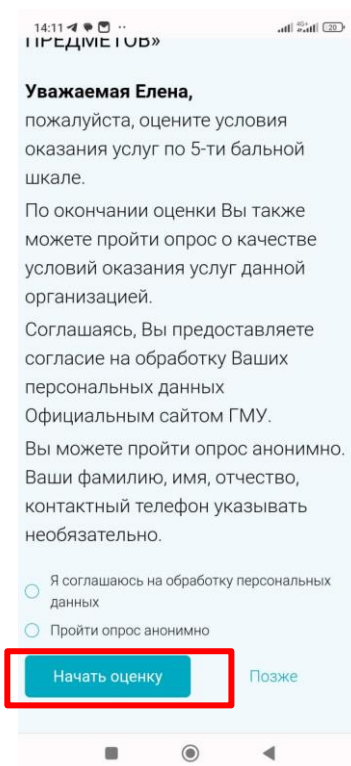 14:11
4G+
20
ПРЕДМЕТОВ»
Уважаемая Елена,
пожалуйста, оцените условия
оказания услуг по 5-ти бальной
шкале.
По окончании оценки Вы также
можете пройти опрос о качестве
условий оказания услуг данной
организацией.
Соглашаясь, Вы предоставляете
согласие на обработку Ваших
персональных данных
Официальным сайтом ГМУ.
Вы можете пройти опрос анонимно.
Ваши фамилию, имя, отчество,
контактный телефон указывать
необязательно.
Я соглашаюсь на обработку персональных
данных
Пройти опрос анонимно
Начать оценку
Позже